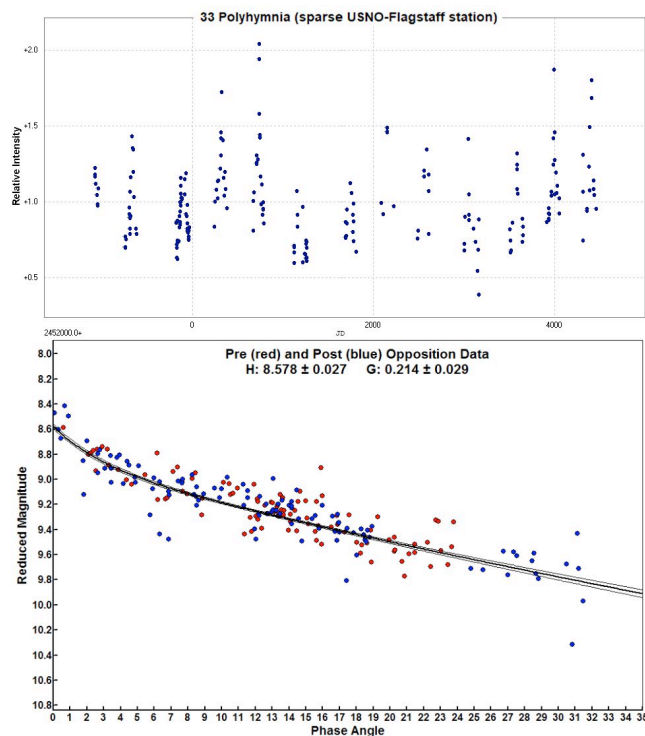 33 Polyhymnia (sparse USNO-Flagstaff station)
Relative Intensity
+2.0
+1.5
+1.0
+0.5
0 2000 4000
2452000.0+ JD
Pre (red) and Post (blue) Opposition Data
H: 8.578 ± 0.027 G: 0.214 ± 0.029
Reduced Magnitude
8.0
8.2
8.4
8.6
8.8
9.0
9.2
9.4
9.6
9.8
10.0
10.2
10.4
10.6
10.8
0 1 2 3 4 5 6 7 8 9 10 11 12 13 14 15 16 17 18 19 20 21 22 23 24 25 26 27 28 29 30 31 32 33 34 35
Phase Angle